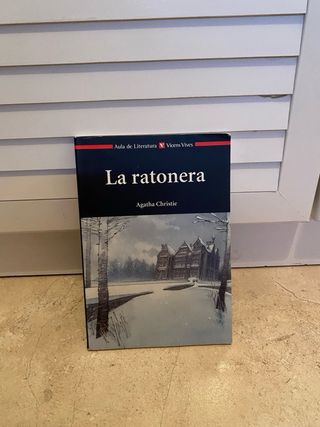 Aula de Literatura V Vicens Vives
La ratonera
Agatha Christie